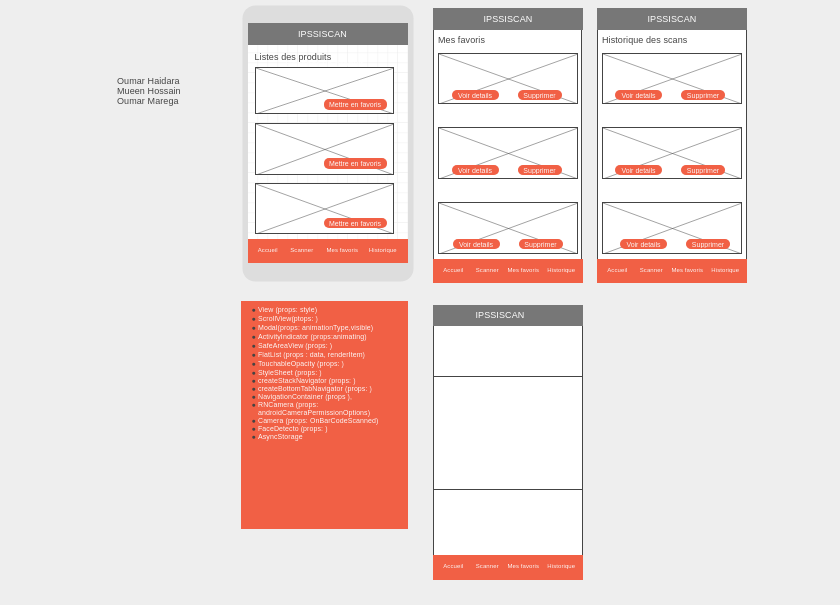 Oumar Haidara
Mueen Hossain
Oumar Marega
IPSSISCAN
Listes des produits
Mettre en favoris
Mettre en favoris
Mettre en favoris
Accueil Scanner Mes favoris Historique
IPSSISCAN
Mes favoris
Voir details Supprimer
Voir details Supprimer
Voir details Supprimer
Accueil Scanner Mes favoris Historique
IPSSISCAN
Historique des scans
Voir details Supprimer
Voir details Supprimer
Voir details Supprimer
Accueil Scanner Mes favoris Historique
View (props: style)
ScrollView(ptops: )
Modal(props: animationType.visible)
ActivityIndicator (props:animating)
SafeAreaView (props: )
FlatList (props : data, renderItem)
TouchableOpacity (props: )
StyleSheet (props: )
createStackNavigator (props: )
createBottomTabNavigator (props: )
NavigationContainer (props ),
RNCamera (props:
androidCameraPermissionOptions)
Camera (props: OnBarCodeScanned)
FaceDetecto (props: )
AsyncStorage
IPSSISCAN
Accueil Scanner Mes favoris Historique